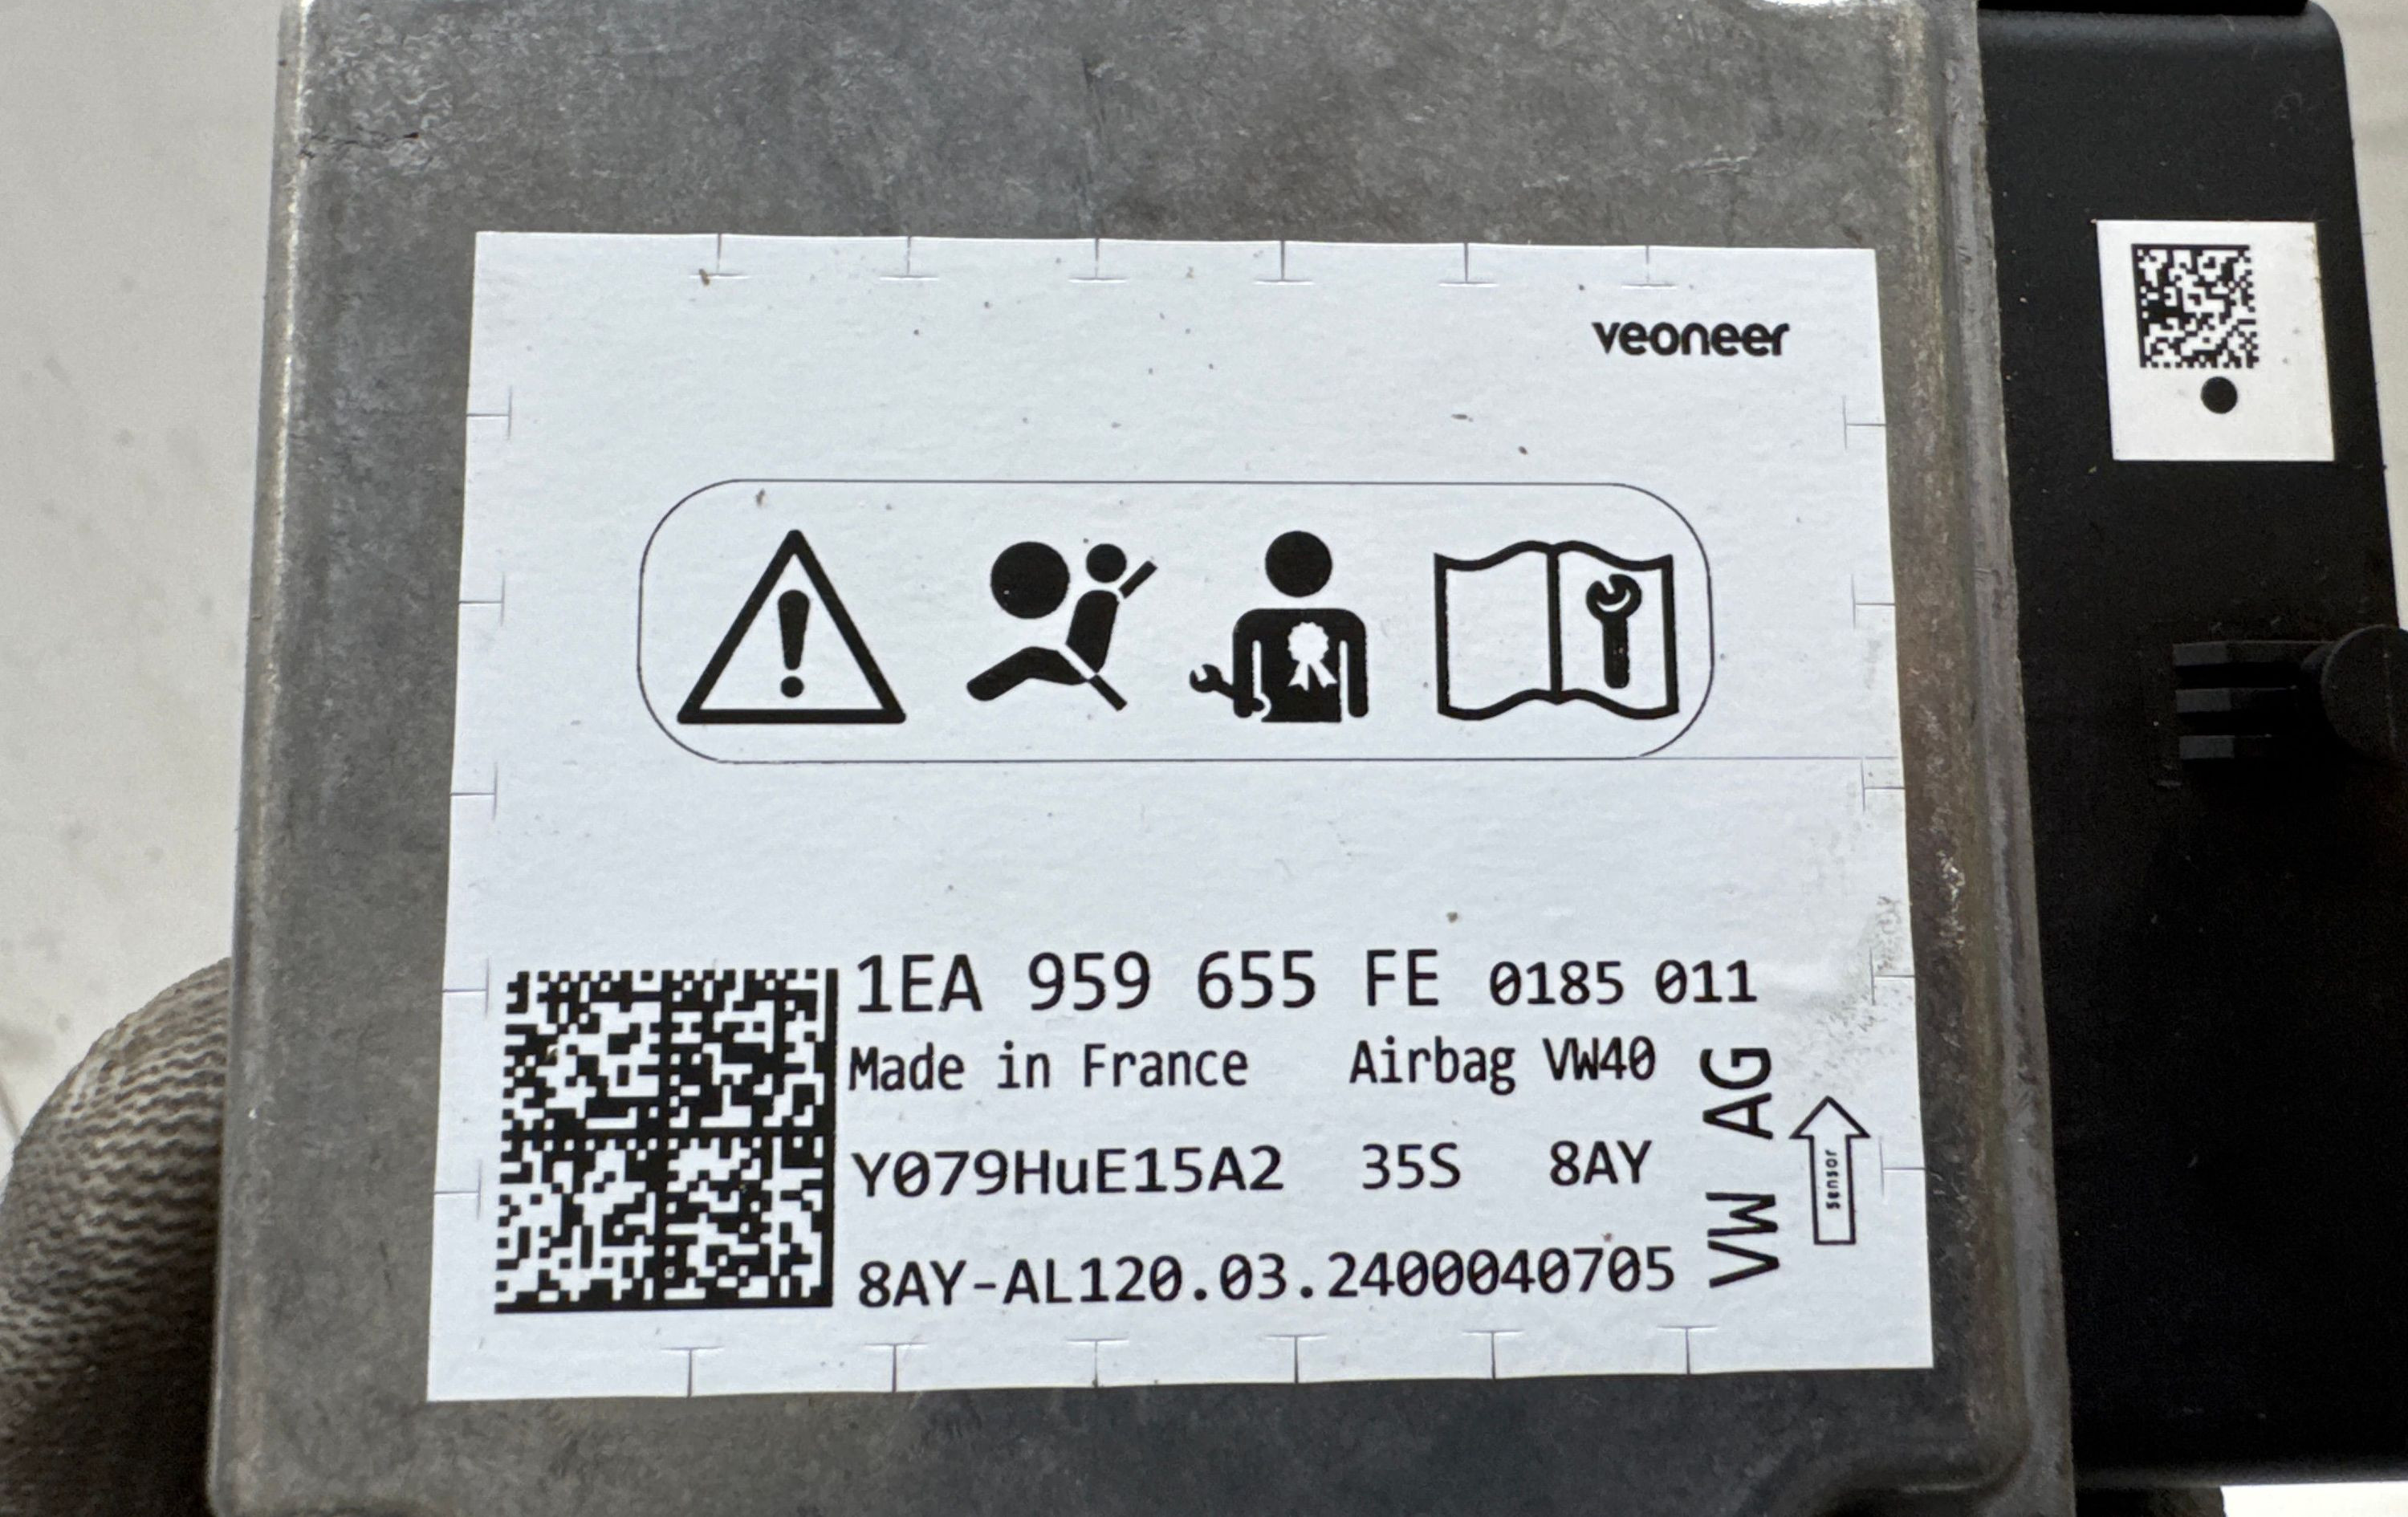 veoneer
1EA 959 655 FE 0185 011
Made in France Airbag VW40
Y079HuE15A2 35S 8AY
8AY-AL120.03.2400040705
VW AG
sensor